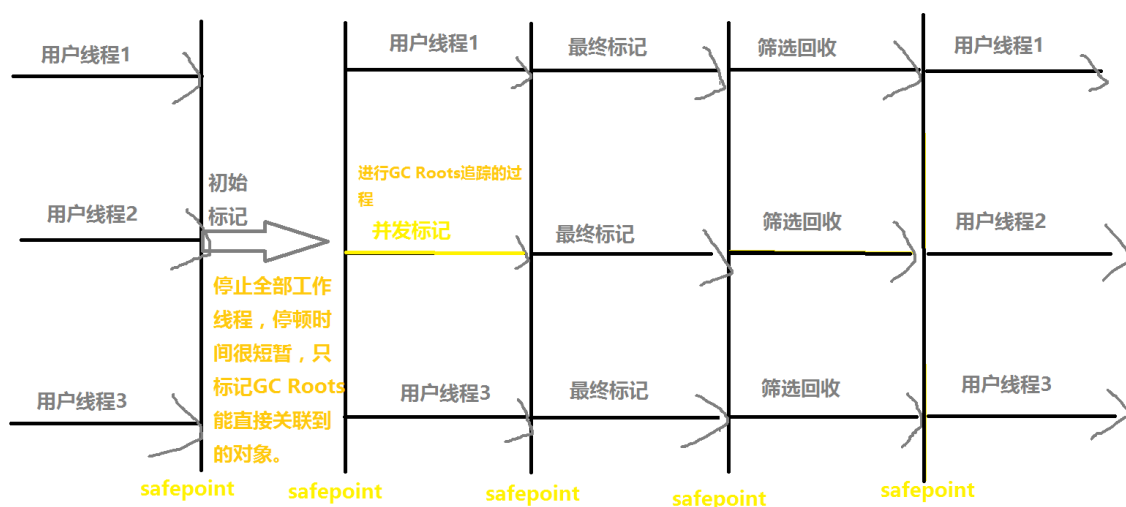 用户线程1
用户线程1
最终标记
筛选回收
用户线程1
初始
标记
进行GC Roots追踪的过
程
用户线程2
并发标记
最终标记
筛选回收
用户线程2
停止全部工作
线程，停顿时
间很短暂，只
标记GC Roots
能直接关联到
的对象。
用户线程3
用户线程3
最终标记
筛选回收
用户线程3
safepoint
safepoint
safepoint
safepoint
safepoint